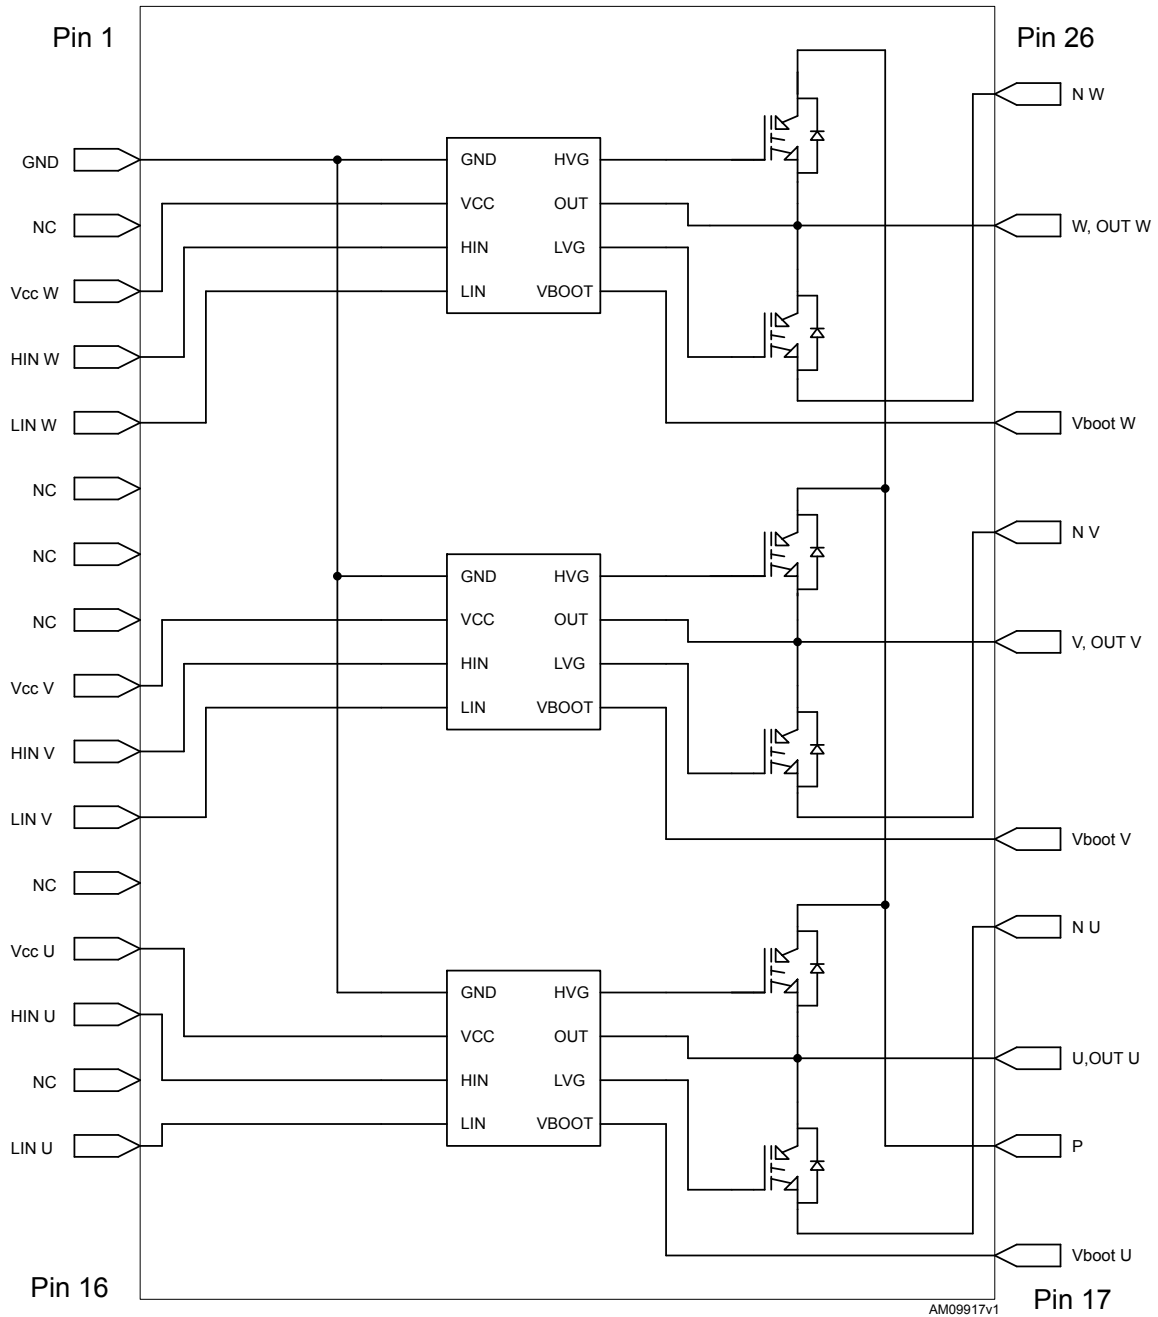 Pin 1
Pin 26
N W
GND
GND
HVG
VCC
OUT
NC
W, OUT W
HIN
LVG
Vcc W
LIN
VBOOT
HIN W
LIN W
Vboot W
NC
N V
NC
GND
HVG
NC
VCC
OUT
V, OUT V
HIN
LVG
Vcc V
LIN
VBOOT
HIN V
LIN V
Vboot V
NC
N U
Vcc U
GND
HVG
HIN U
VCC
OUT
U,OUT U
NC
HIN
LVG
LIN
VBOOT
LIN U
P
Vboot U
Pin 16
Pin 17
AM09917v1